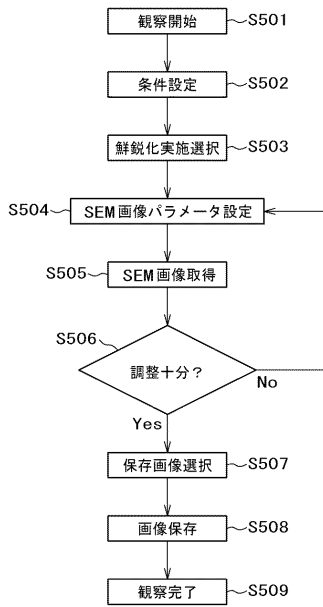 観察開始 S501
条件設定 S502
鮮鋭化実施選択 S503
S504 SEM画像パラメータ設定
S505 SEM画像取得
S506
調整十分？
No
Yes
保存画像選択 S507
画像保存 S508
観察完了 S509